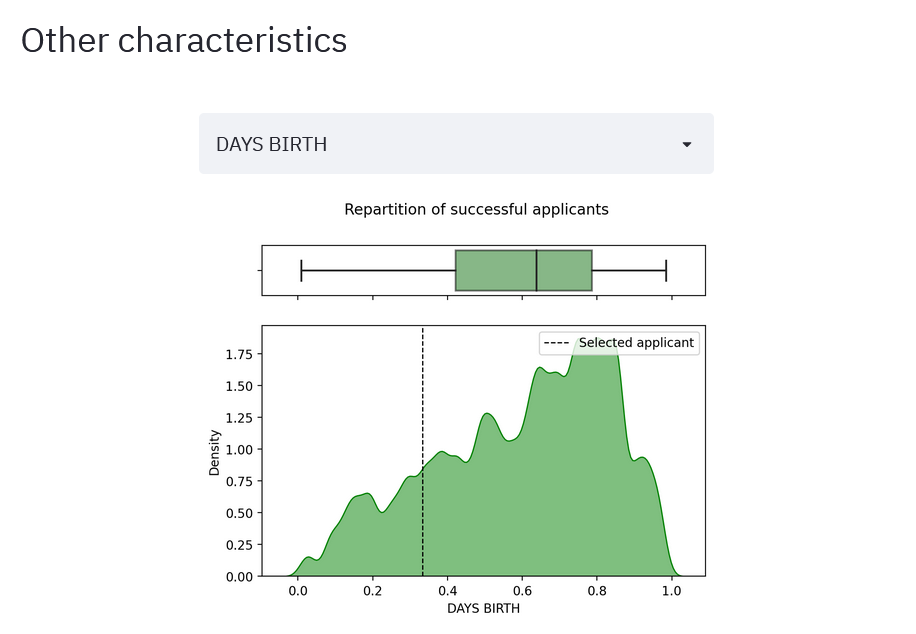 Other characteristics
DAYS BIRTH
Repartition of successful applicants
Selected applicant
1.75
1.50
1.25
1.00
0.75
0.50
0.25
0.00
Density
0.0 0.2 0.4 0.6 0.8 1.0
DAYS BIRTH